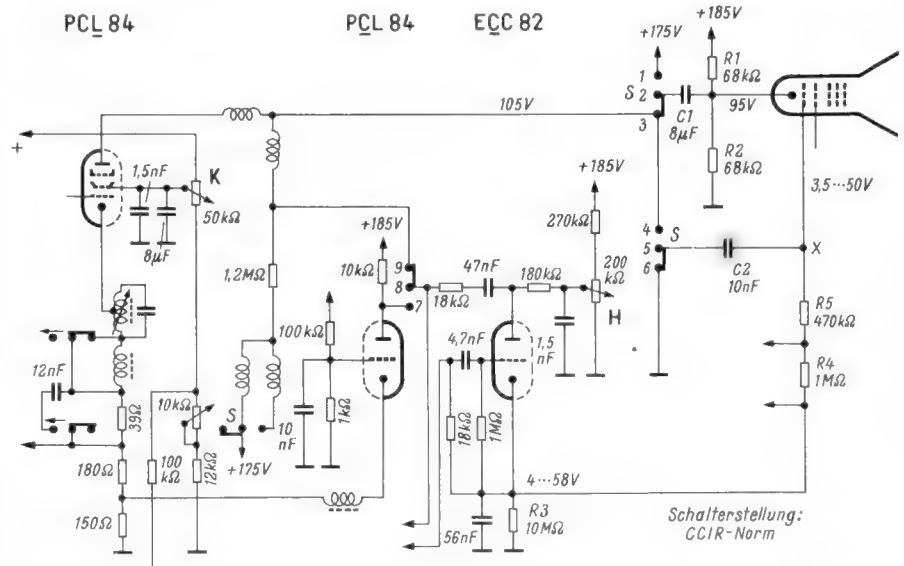 PCL 84
PCL 84
ECC 82
+175V
+185V
1
2
3
S
R1
68kΩ
C1
8µF
95V
R2
68kΩ
105V
+
1,5nF
8µF
K
50kΩ
3,5...50V
+185V
+185V
270kΩ
200
kΩ
H
4
5
6
S
C2
10nF
X
1,2MΩ
10kΩ
9
8
7
47nF
18kΩ
180kΩ
R5
470kΩ
100kΩ
4,7nF
1,5
nF
R4
1MΩ
12nF
39Ω
10kΩ
S
+175V
10
nF
1kΩ
18kΩ
1MΩ
180Ω
100
kΩ
12kΩ
4...58V
150Ω
56nF
R3
10MΩ
Schalterstellung:
CCIR-Norm